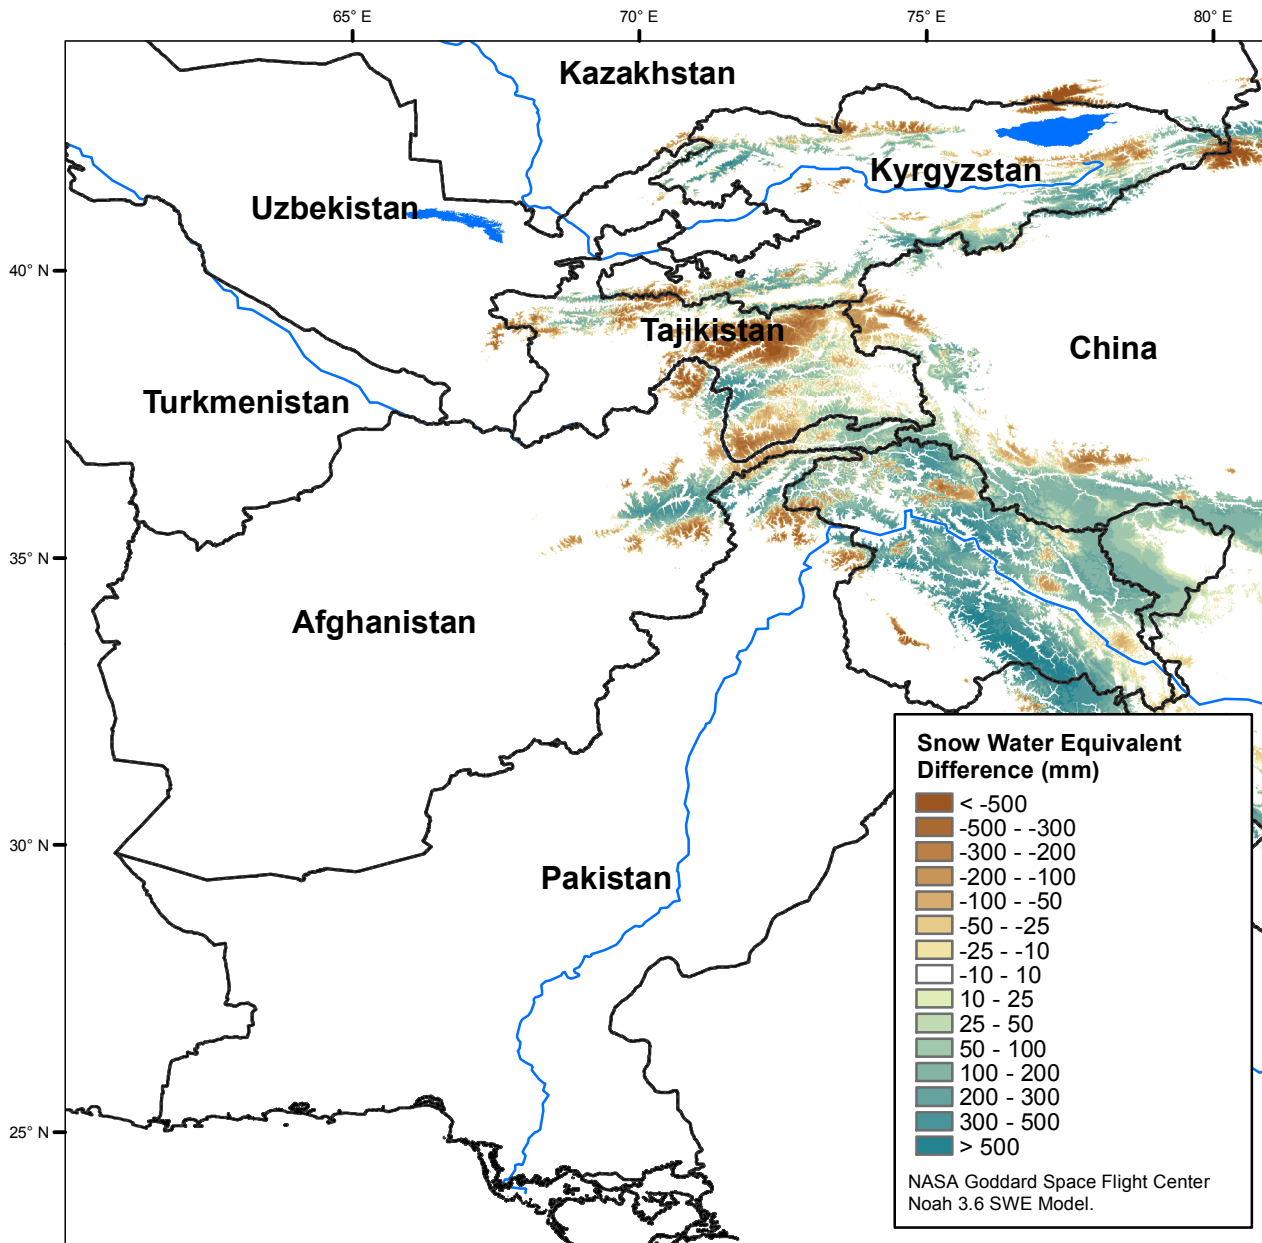 65° E
70° E
75° E
80° E
Kazakhstan
Kyrgyzstan
Uzbekistan
40° N
Tajikistan
China
Turkmenistan
35° N
Afghanistan
30° N
Pakistan
25° N
Snow Water Equivalent
Difference (mm)
< -500
-500 - -300
-300 - -200
-200 - -100
-100 - -50
-50 - -25
-25 - -10
-10 - 10
10 - 25
25 - 50
50 - 100
100 - 200
200 - 300
300 - 500
> 500
NASA Goddard Space Flight Center
Noah 3.6 SWE Model.